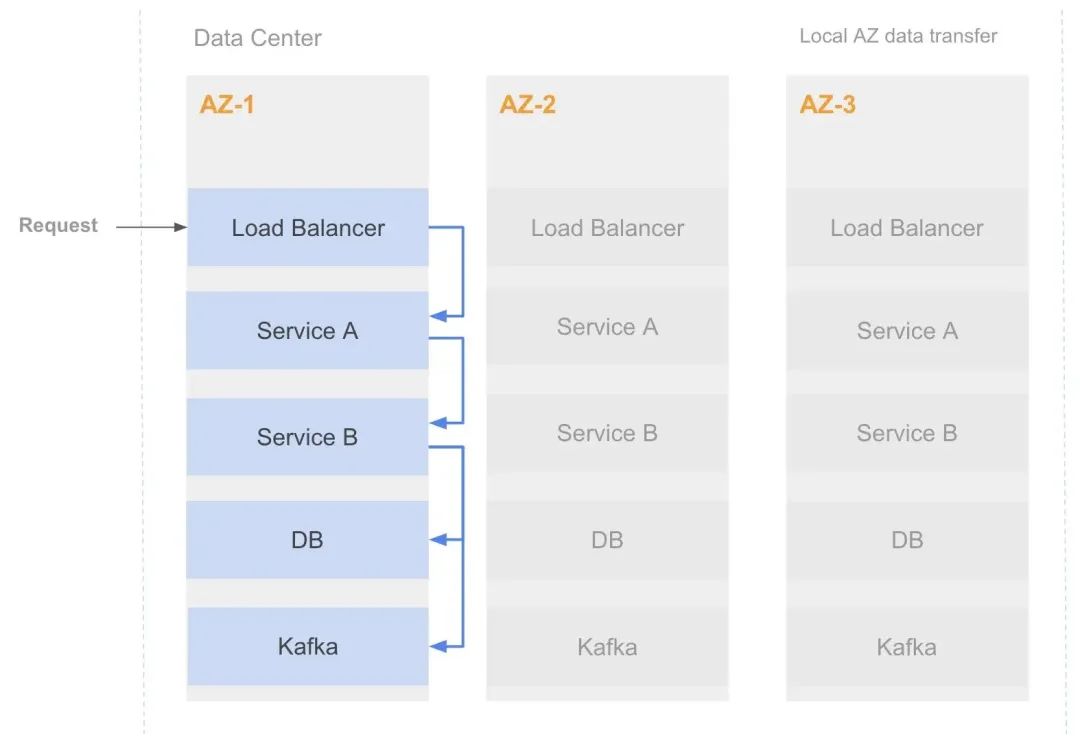 Data Center
Local AZ data transfer
AZ-1
AZ-2
AZ-3
Request
Load Balancer
Load Balancer
Load Balancer
Service A
Service A
Service A
Service B
Service B
Service B
DB
DB
DB
Kafka
Kafka
Kafka